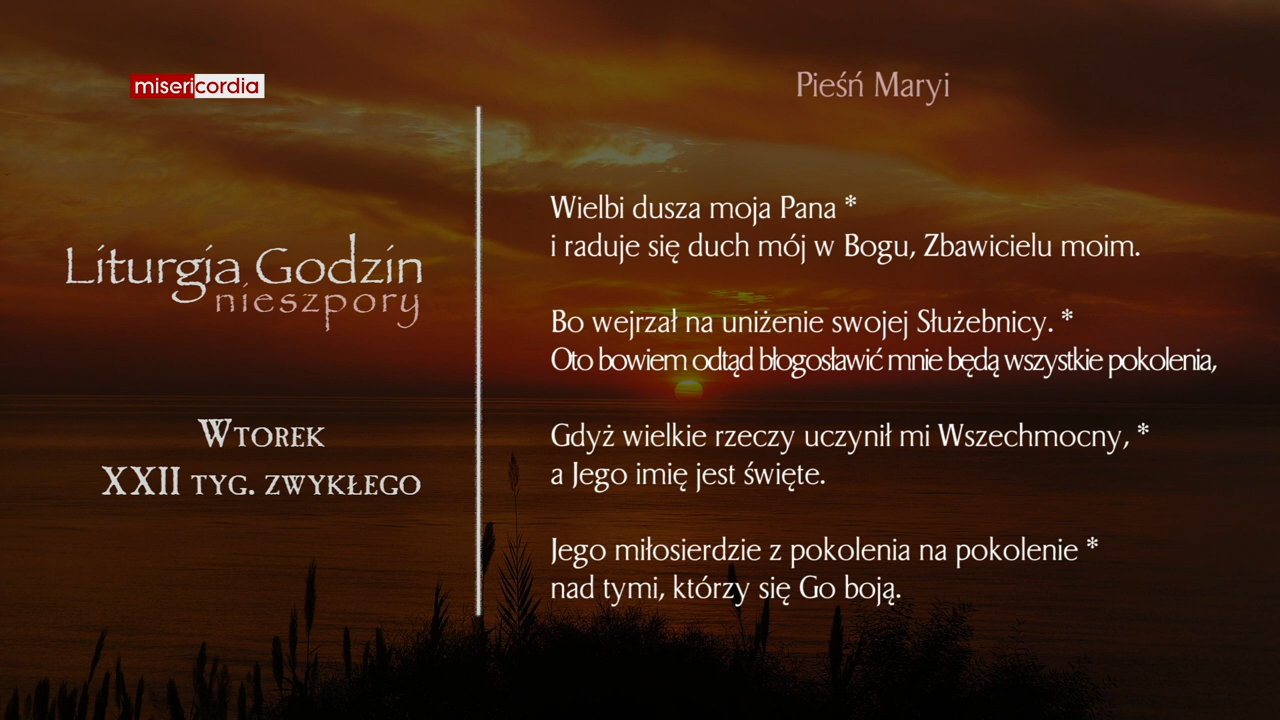 misericordia
Liturgia Godzin
nieszpory
Wtorek
XXII tyg. zwykłego
Pieśń Maryi
Wielbi dusza moja Pana *
i raduje się duch mój w Bogu, Zbawicielu moim.
Bo wejrzał na uniżenie swojej Służebnicy. *
Oto bowiem odtąd błogosławić mnie będą wszystkie pokolenia,
Gdyż wielkie rzeczy uczynił mi Wszechmocny, *
a Jego imię jest święte.
Jego miłosierdzie z pokolenia na pokolenie *
nad tymi, którzy się Go boją.